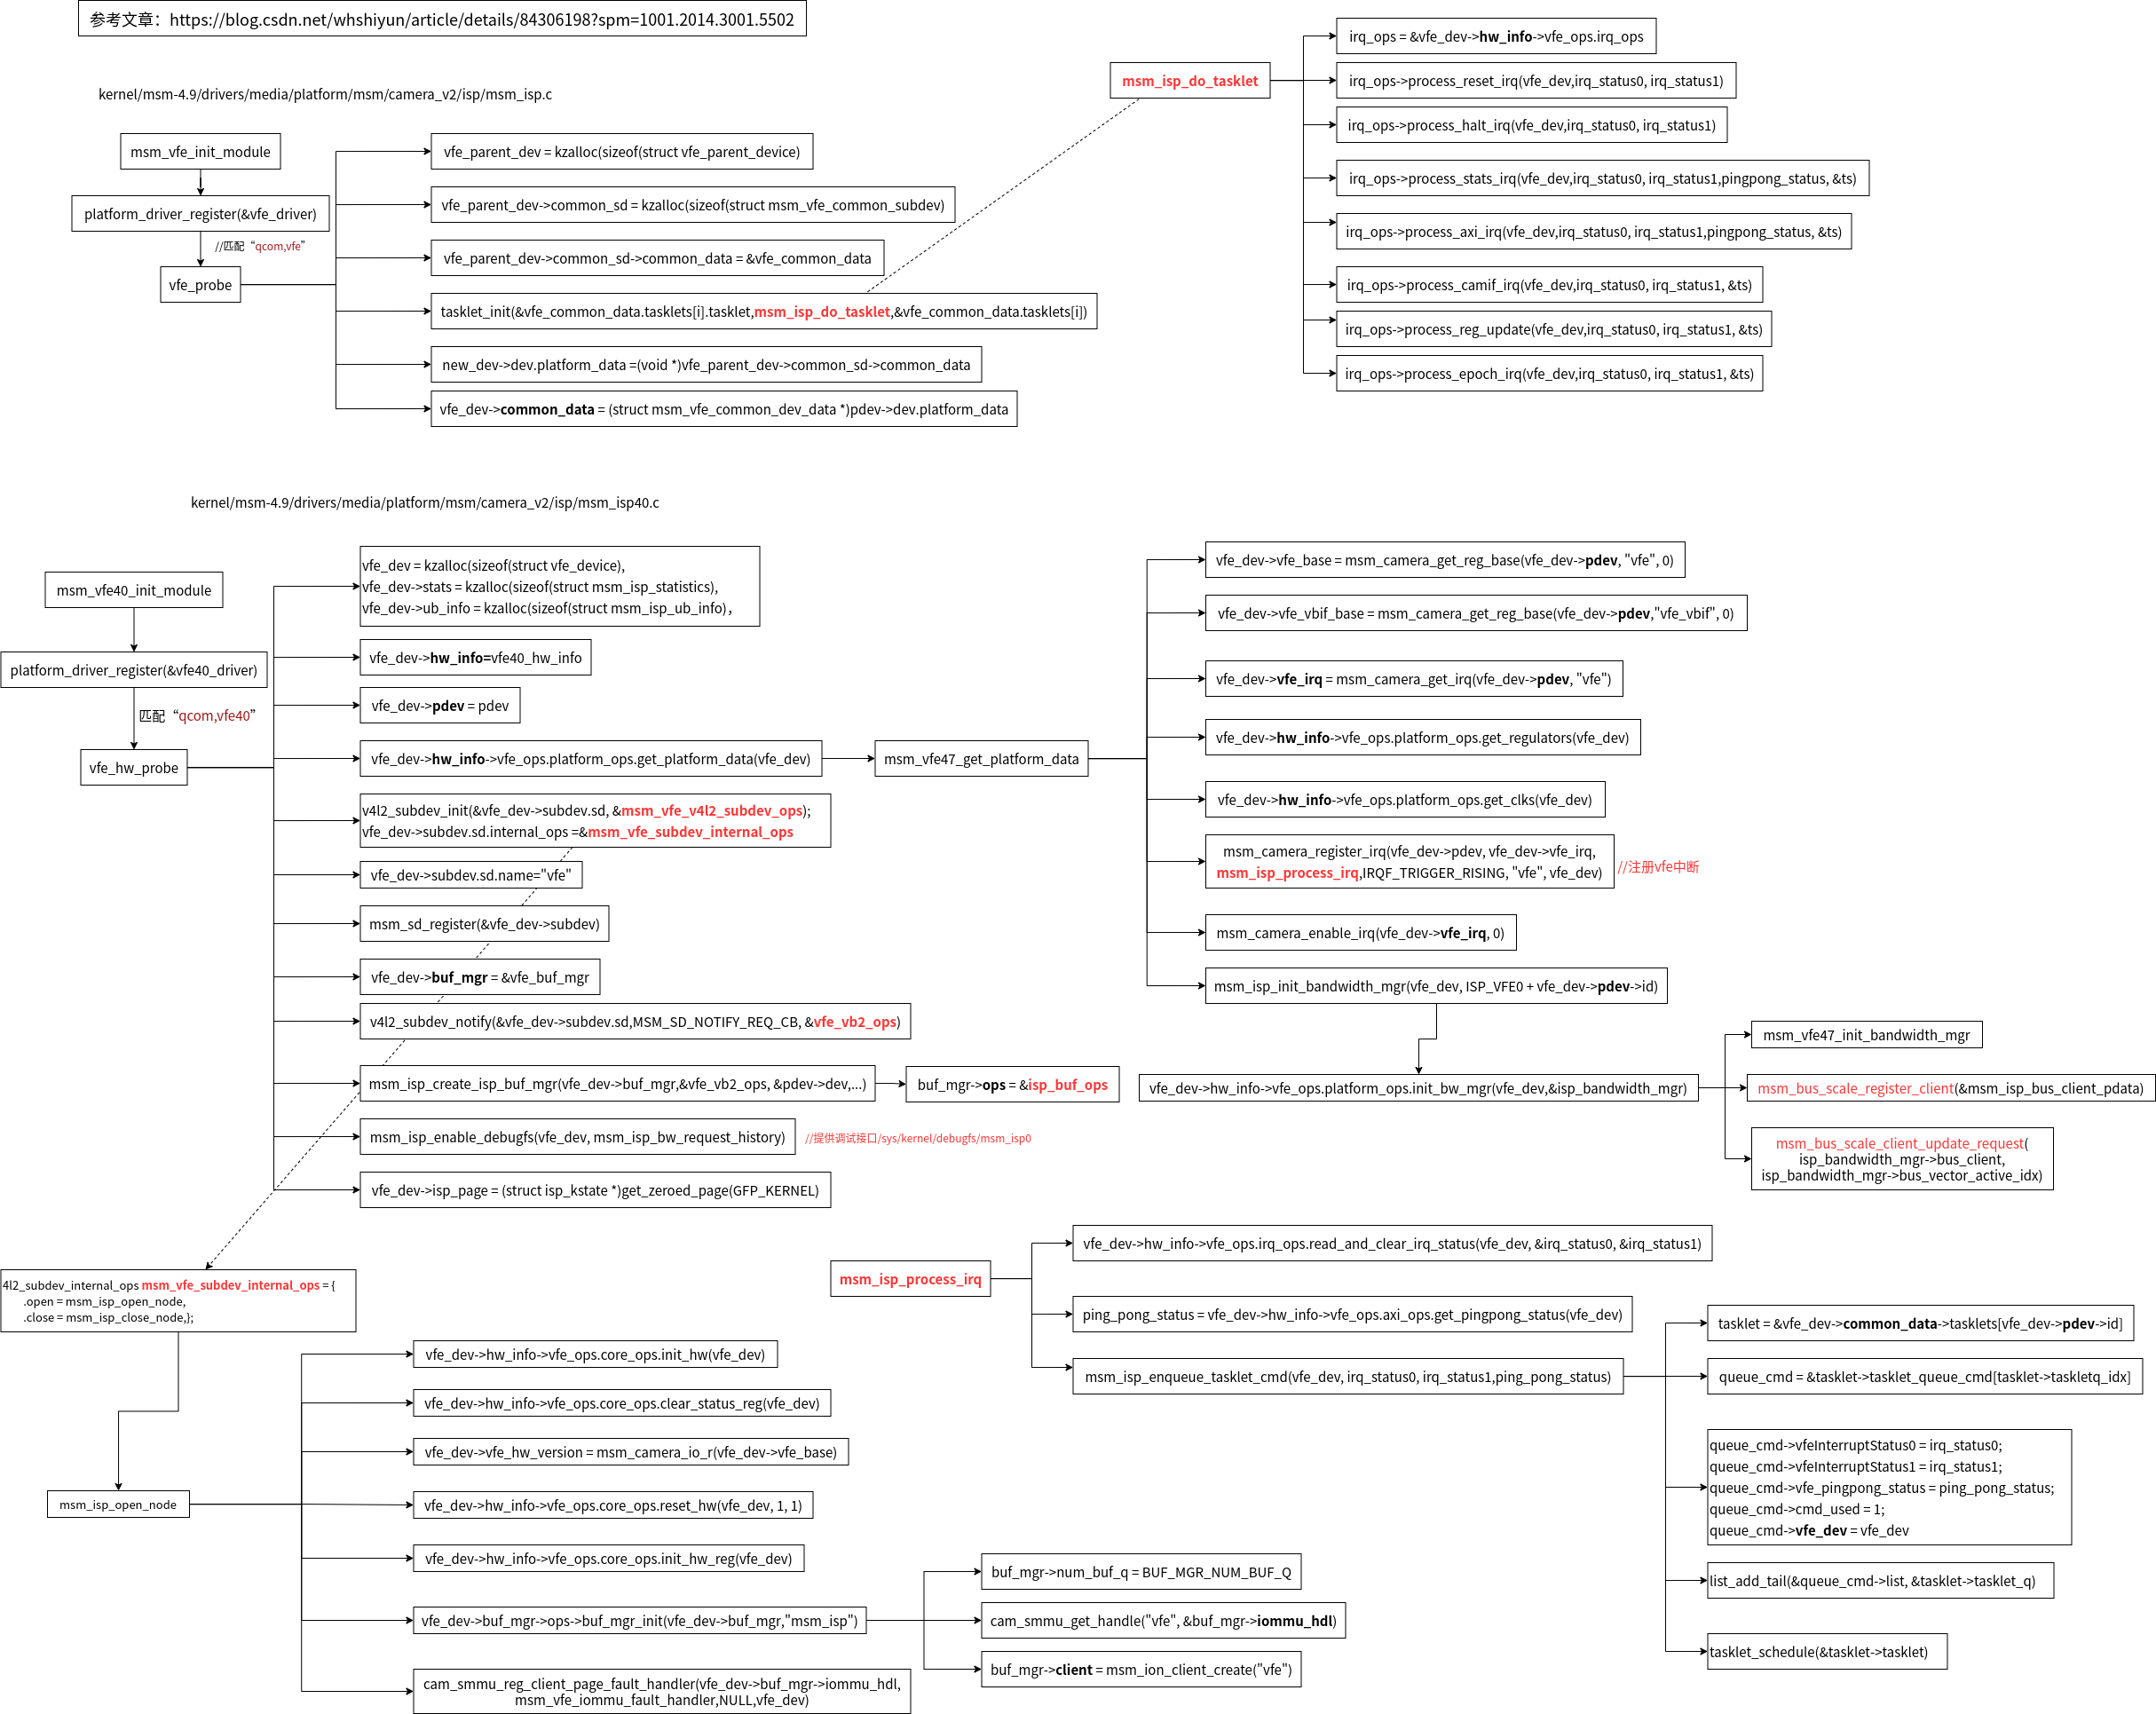 参考文章：https://blog.csdn.net/whshiyun/article/details/84306198?spm=1001.2014.3001.5502
kernel/msm-4.9/drivers/media/platform/msm/camera_v2/isp/msm_isp.c
msm_vfe_init_module
platform_driver_register(&vfe_driver)
//匹配“qcom,vfe”
vfe_probe
vfe_parent_dev = kzalloc(sizeof(struct vfe_parent_device)
vfe_parent_dev->common_sd = kzalloc(sizeof(struct msm_vfe_common_subdev)
vfe_parent_dev->common_sd->common_data = &vfe_common_data
tasklet_init(&vfe_common_data.tasklets[i].tasklet,msm_isp_do_tasklet,&vfe_common_data.tasklets[i])
new_dev->dev.platform_data =(void *)vfe_parent_dev->common_sd->common_data
vfe_dev->common_data = (struct msm_vfe_common_dev_data *)pdev->dev.platform_data
msm_isp_do_tasklet
irq_ops = &vfe_dev->hw_info->vfe_ops.irq_ops
irq_ops->process_reset_irq(vfe_dev,irq_status0, irq_status1)
irq_ops->process_halt_irq(vfe_dev,irq_status0, irq_status1)
irq_ops->process_stats_irq(vfe_dev,irq_status0, irq_status1,pingpong_status, &ts)
irq_ops->process_axi_irq(vfe_dev,irq_status0, irq_status1,pingpong_status, &ts)
irq_ops->process_camif_irq(vfe_dev,irq_status0, irq_status1, &ts)
irq_ops->process_reg_update(vfe_dev,irq_status0, irq_status1, &ts)
irq_ops->process_epoch_irq(vfe_dev,irq_status0, irq_status1, &ts)
kernel/msm-4.9/drivers/media/platform/msm/camera_v2/isp/msm_isp40.c
msm_vfe40_init_module
platform_driver_register(&vfe40_driver)
匹配“qcom,vfe40”
vfe_hw_probe
vfe_dev = kzalloc(sizeof(struct vfe_device),
vfe_dev->stats = kzalloc(sizeof(struct msm_isp_statistics),
vfe_dev->ub_info = kzalloc(sizeof(struct msm_isp_ub_info)，
vfe_dev->hw_info=vfe40_hw_info
vfe_dev->pdev = pdev
vfe_dev->hw_info->vfe_ops.platform_ops.get_platform_data(vfe_dev)
v4l2_subdev_init(&vfe_dev->subdev.sd, &msm_vfe_v4l2_subdev_ops);
vfe_dev->subdev.sd.internal_ops =&msm_vfe_subdev_internal_ops
vfe_dev->subdev.sd.name="vfe"
msm_sd_register(&vfe_dev->subdev)
vfe_dev->buf_mgr = &vfe_buf_mgr
v4l2_subdev_notify(&vfe_dev->subdev.sd,MSM_SD_NOTIFY_REQ_CB, &vfe_vb2_ops)
msm_isp_create_isp_buf_mgr(vfe_dev->buf_mgr,&vfe_vb2_ops, &pdev->dev,...)
buf_mgr->ops = &isp_buf_ops
msm_isp_enable_debugfs(vfe_dev, msm_isp_bw_request_history)
//提供调试接口/sys/kernel/debugfs/msm_isp0
vfe_dev->isp_page = (struct isp_kstate *)get_zeroed_page(GFP_KERNEL)
msm_vfe47_get_platform_data
vfe_dev->vfe_base = msm_camera_get_reg_base(vfe_dev->pdev, "vfe", 0)
vfe_dev->vfe_vbif_base = msm_camera_get_reg_base(vfe_dev->pdev,"vfe_vbif", 0)
vfe_dev->vfe_irq = msm_camera_get_irq(vfe_dev->pdev, "vfe")
vfe_dev->hw_info->vfe_ops.platform_ops.get_regulators(vfe_dev)
vfe_dev->hw_info->vfe_ops.platform_ops.get_clks(vfe_dev)
msm_camera_register_irq(vfe_dev->pdev, vfe_dev->vfe_irq,
msm_isp_process_irq,IRQF_TRIGGER_RISING, "vfe", vfe_dev)
//注册vfe中断
msm_camera_enable_irq(vfe_dev->vfe_irq, 0)
msm_isp_init_bandwidth_mgr(vfe_dev, ISP_VFE0 + vfe_dev->pdev->id)
vfe_dev->hw_info->vfe_ops.platform_ops.init_bw_mgr(vfe_dev,&isp_bandwidth_mgr)
msm_vfe47_init_bandwidth_mgr
msm_bus_scale_register_client(&msm_isp_bus_client_pdata)
msm_bus_scale_client_update_request(
isp_bandwidth_mgr->bus_client,
isp_bandwidth_mgr->bus_vector_active_idx)
4l2_subdev_internal_ops msm_vfe_subdev_internal_ops = {
.open = msm_isp_open_node,
.close = msm_isp_close_node,};
msm_isp_open_node
vfe_dev->hw_info->vfe_ops.core_ops.init_hw(vfe_dev)
vfe_dev->hw_info->vfe_ops.core_ops.clear_status_reg(vfe_dev)
vfe_dev->vfe_hw_version = msm_camera_io_r(vfe_dev->vfe_base)
vfe_dev->hw_info->vfe_ops.core_ops.reset_hw(vfe_dev, 1, 1)
vfe_dev->hw_info->vfe_ops.core_ops.init_hw_reg(vfe_dev)
vfe_dev->buf_mgr->ops->buf_mgr_init(vfe_dev->buf_mgr,"msm_isp")
cam_smmu_reg_client_page_fault_handler(vfe_dev->buf_mgr->iommu_hdl,
msm_vfe_iommu_fault_handler,NULL,vfe_dev)
buf_mgr->num_buf_q = BUF_MGR_NUM_BUF_Q
cam_smmu_get_handle("vfe", &buf_mgr->iommu_hdl)
buf_mgr->client = msm_ion_client_create("vfe")
msm_isp_process_irq
vfe_dev->hw_info->vfe_ops.irq_ops.read_and_clear_irq_status(vfe_dev, &irq_status0, &irq_status1)
ping_pong_status = vfe_dev->hw_info->vfe_ops.axi_ops.get_pingpong_status(vfe_dev)
msm_isp_enqueue_tasklet_cmd(vfe_dev, irq_status0, irq_status1,ping_pong_status)
tasklet = &vfe_dev->common_data->tasklets[vfe_dev->pdev->id]
queue_cmd = &tasklet->tasklet_queue_cmd[tasklet->taskletq_idx]
queue_cmd->vfeInterruptStatus0 = irq_status0;
queue_cmd->vfeInterruptStatus1 = irq_status1;
queue_cmd->vfe_pingpong_status = ping_pong_status;
queue_cmd->cmd_used = 1;
queue_cmd->vfe_dev = vfe_dev
list_add_tail(&queue_cmd->list, &tasklet->tasklet_q)
tasklet_schedule(&tasklet->tasklet)